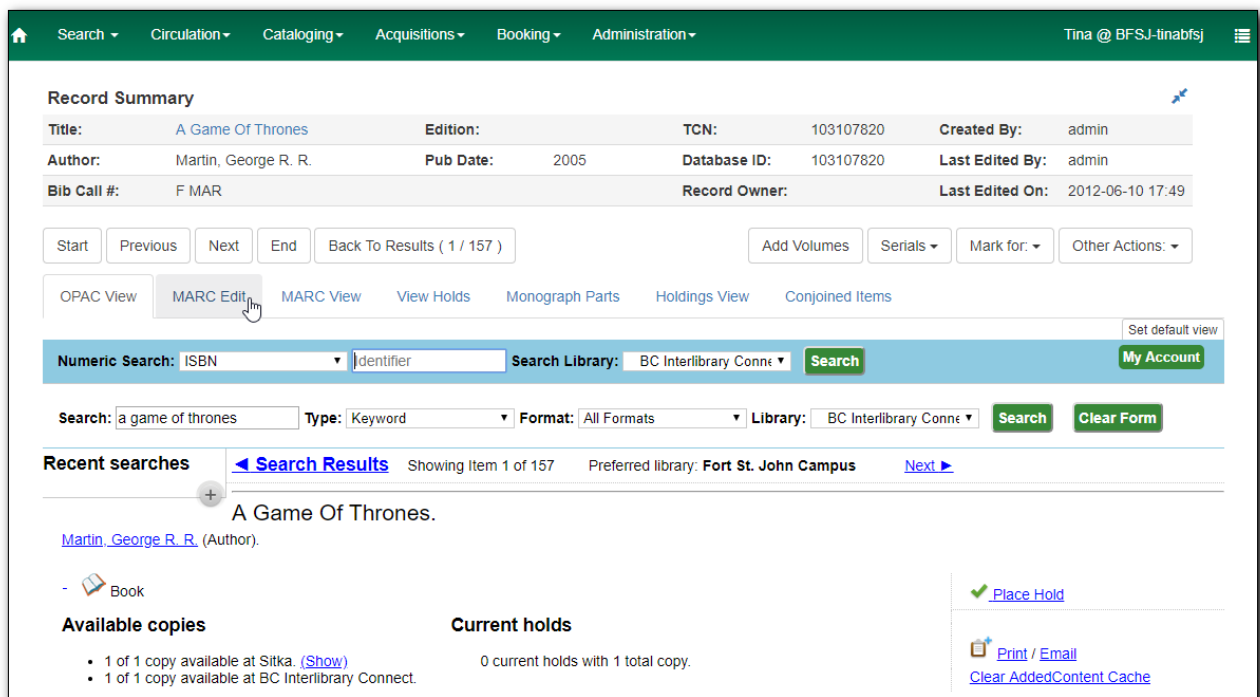 Search Circulation Cataloging Acquisitions Booking Administration Tina @ BFSJ-tinabfsj
Record Summary
Title: A Game Of Thrones Edition: TCN: 103107820 Created By: admin
Author: Martin, George R. R. Pub Date: 2005 Database ID: 103107820 Last Edited By: admin
Bib Call #: F MAR Record Owner: Last Edited On: 2012-06-10 17:49
Start Previous Next End Back To Results ( 1 / 157 ) Add Volumes Serials Mark for: Other Actions:
OPAC View MARC Edit MARC View View Holds Monograph Parts Holdings View Conjoined Items
Set default view
Numeric Search: ISBN Identifier Search Library: BC Interlibrary Conne Search My Account
Search: a game of thrones Type: Keyword Format: All Formats Library: BC Interlibrary Conne Search Clear Form
Recent searches ◄ Search Results Showing Item 1 of 157 Preferred library: Fort St. John Campus Next ►
+
A Game Of Thrones.
Martin, George R. R. (Author).
- Book
Place Hold
Available copies Current holds
• 1 of 1 copy available at Sitka. (Show) 0 current holds with 1 total copy.
• 1 of 1 copy available at BC Interlibrary Connect.
Print / Email
Clear AddedContent Cache